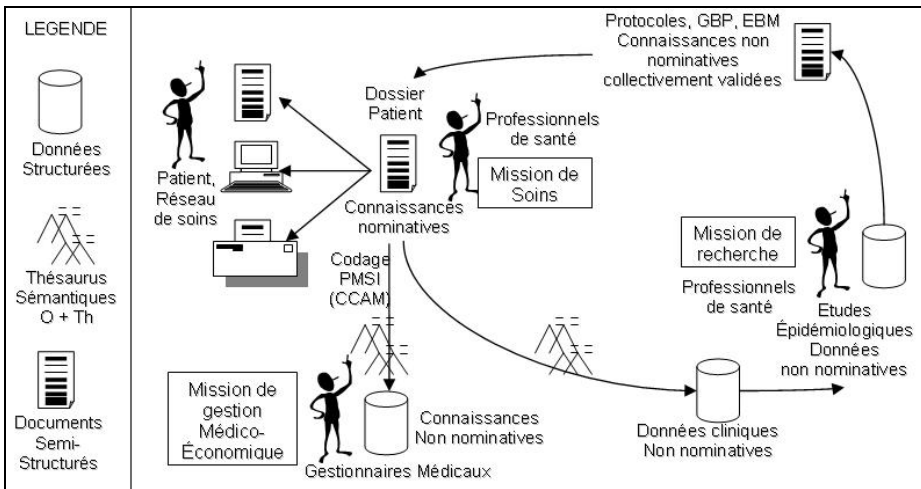 LEGENDE
Données
Structurées
Thésaurus
Sémantiques
O + Th
Documents
Semi-
Structurés
Patient,
Réseau
de soins
Dossier
Patient
Connaissances
nominatives
Professionnels
de santé
Mission de
Soins
Protocoles, GBP, EBM
Connaissances non
nominatives
collectivement validées
Codage
PMSI
(CCAM)
Mission de
gestion
Médico-
Économique
Connaissances
Non nominatives
Gestionnaires Médicaux
Données cliniques
Non nominatives
Mission de
recherche
Professionnels
de santé
Etudes
Épidémiologiques
Données
non nominatives